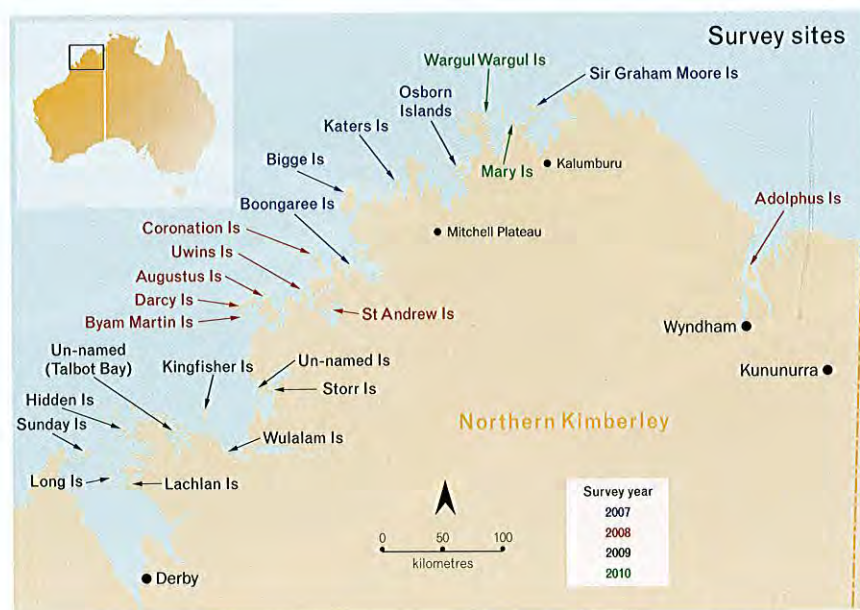 Survey sites
Wargul Wargul Is
Sir Graham Moore Is
Osborn
Islands
Katers Is
Mary Is
Kalumburu
Bigge Is
Boongaree Is
Mitchell Plateau
Adolphus Is
Coronation Is
Uwins Is
Augustus Is
Darcy Is
Byam Martin Is
St Andrew Is
Wyndham
Kununurra
Un-named
(Talbot Bay)
Kingfisher Is
Un-named Is
Storr Is
Hidden Is
Sunday Is
Wulalam Is
Northern Kimberley
Long Is
Lachlan Is
Derby
0 50 100
kilometres
Survey year
2007
2008
2009
2010